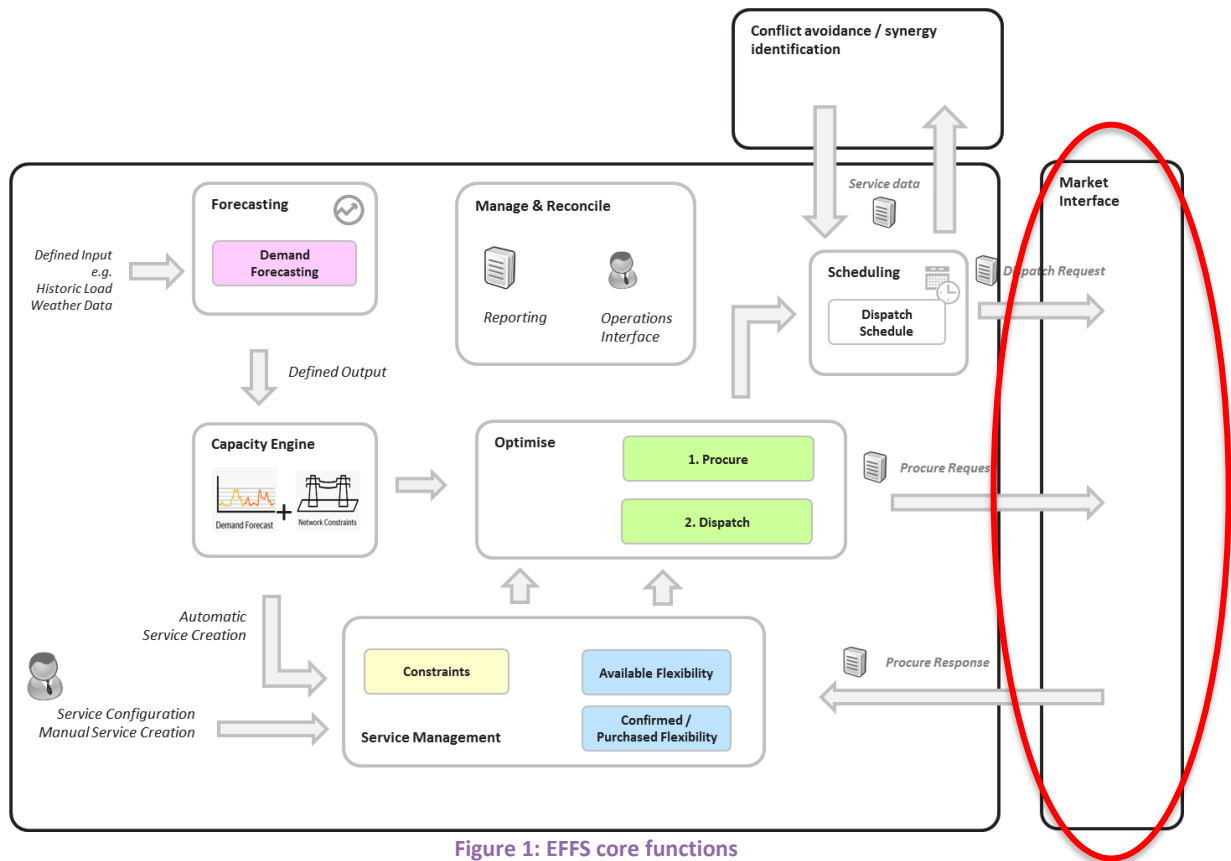 Conflict avoidance / synergy
identification
Market
Interface
Service data
Forecasting
Demand
Forecasting
Defined Input
e.g.
Historic Load
Weather Data
Manage & Reconcile
Reporting
Operations
Interface
Scheduling
Dispatch
Schedule
Dispatch Request
Defined Output
Capacity Engine
Demand Forecast
+
Network Constraints
Optimise
1. Procure
2. Dispatch
Procure Request
Automatic
Service Creation
Constraints
Available Flexibility
Confirmed /
Purchased Flexibility
Service Management
Procure Response
Service Configuration
Manual Service Creation
Figure 1: EFFS core functions